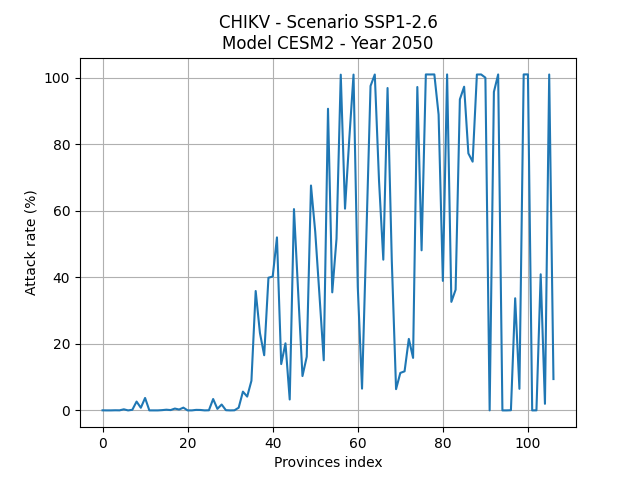 CHIKV - Scenario SSP1-2.6
Model CESM2 - Year 2050
100
80
60
40
20
0
Attack rate (%)
0 20 40 60 80 100
Provinces index